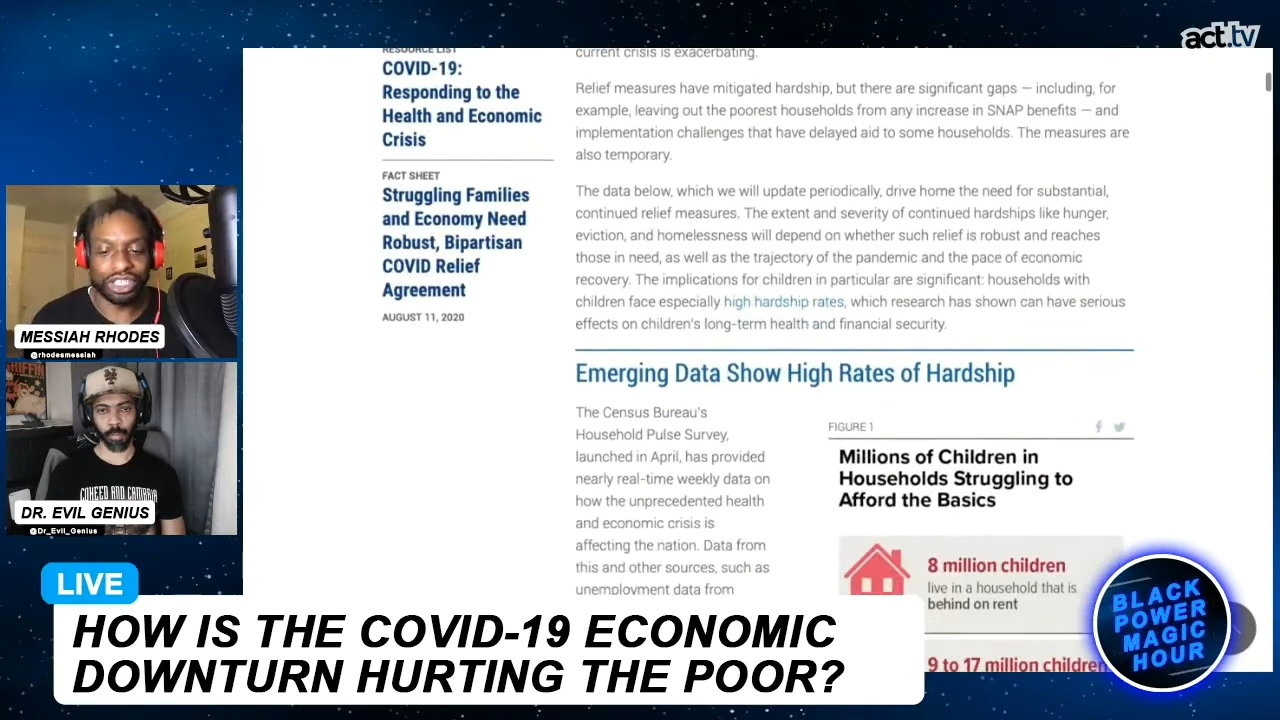 act.tv
RESOURCE LIST
COVID-19:
Responding to the
Health and Economic
Crisis
FACT SHEET
Struggling Families
and Economy Need
Robust, Bipartisan
COVID Relief
Agreement
AUGUST 11, 2020
current crisis is exacerbating.
Relief measures have mitigated hardship, but there are significant gaps — including, for
example, leaving out the poorest households from any increase in SNAP benefits — and
implementation challenges that have delayed aid to some households. The measures are
also temporary.
The data below, which we will update periodically, drive home the need for substantial,
continued relief measures. The extent and severity of continued hardships like hunger,
eviction, and homelessness will depend on whether such relief is robust and reaches
those in need, as well as the trajectory of the pandemic and the pace of economic
recovery. The implications for children in particular are significant: households with
children face especially high hardship rates, which research has shown can have serious
effects on children's long-term health and financial security.
Emerging Data Show High Rates of Hardship
The Census Bureau's
Household Pulse Survey,
launched in April, has provided
nearly real-time weekly data on
how the unprecedented health
and economic crisis is
affecting the nation. Data from
this and other sources, such as
unemployment data from
FIGURE 1
Millions of Children in
Households Struggling to
Afford the Basics
8 million children
live in a household that is
behind on rent
9 to 17 million children
MESSIAH RHODES
@rhodesmessiah
COHEED AND CAMBRIA
DR. EVIL GENIUS
@Dr_Evil_Genius
LIVE
HOW IS THE COVID-19 ECONOMIC
DOWNTURN HURTING THE POOR?
BLACK
POWER
MAGIC
HOUR